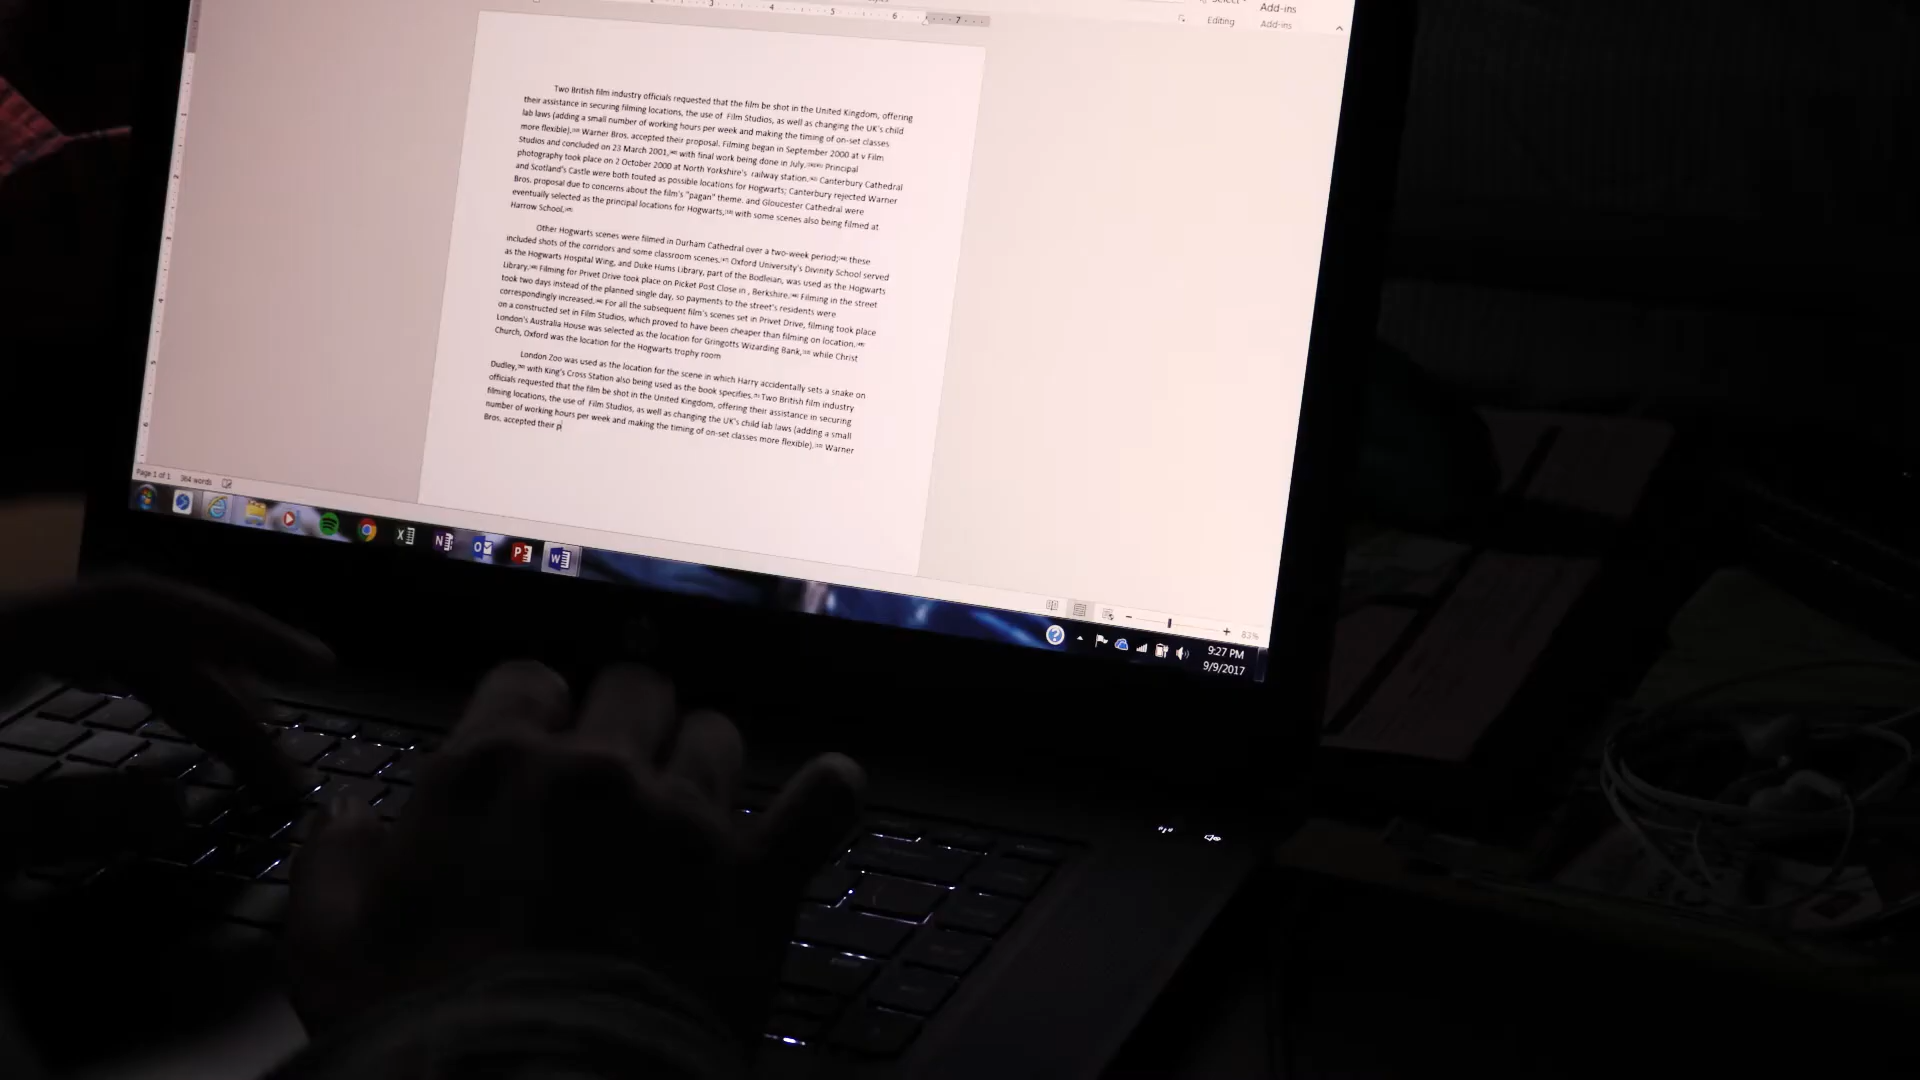 3 4 5 6 7
Editing
Add-ins
Add-ins
Two British film industry officials requested that the film be shot in the United Kingdom, offering
their assistance in securing filming locations, the use of Film Studios, as well as changing the UK's child
lab laws (adding a small number of working hours per week and making the timing of on-set classes
more flexible). Warner Bros. accepted their proposal. Filming began in September 2000 at v Film
Studios and concluded on 23 March 2001, with final work being done in July. Principal
photography took place on 2 October 2000 at North Yorkshire's railway station. Canterbury Cathedral
and Scotland's Castle were both touted as possible locations for Hogwarts; Canterbury rejected Warner
Bros. proposal due to concerns about the film's "pagan" theme. and Gloucester Cathedral were
eventually selected as the principal locations for Hogwarts, with some scenes also being filmed at
Harrow School.
Other Hogwarts scenes were filmed in Durham Cathedral over a two-week period; these
included shots of the corridors and some classroom scenes. Oxford University's Divinity School served
as the Hogwarts Hospital Wing, and Duke Hums Library, part of the Bodleian, was used as the Hogwarts
Library. Filming for Privet Drive took place on Picket Post Close in , Berkshire. Filming in the street
took two days instead of the planned single day, so payments to the street's residents were
correspondingly increased. For all the subsequent film's scenes set in Privet Drive, filming took place
on a constructed set in Film Studios, which proved to have been cheaper than filming on location.
London's Australia House was selected as the location for Gringotts Wizarding Bank, while Christ
Church, Oxford was the location for the Hogwarts trophy room
London Zoo was used as the location for the scene in which Harry accidentally sets a snake on
Dudley, with King's Cross Station also being used as the book specifies. Two British film industry
officials requested that the film be shot in the United Kingdom, offering their assistance in securing
filming locations, the use of Film Studios, as well as changing the UK's child lab laws (adding a small
number of working hours per week and making the timing of on-set classes more flexible). Warner
Bros. accepted their p
Page 1 of 1 364 words
83%
9:27 PM
9/9/2017